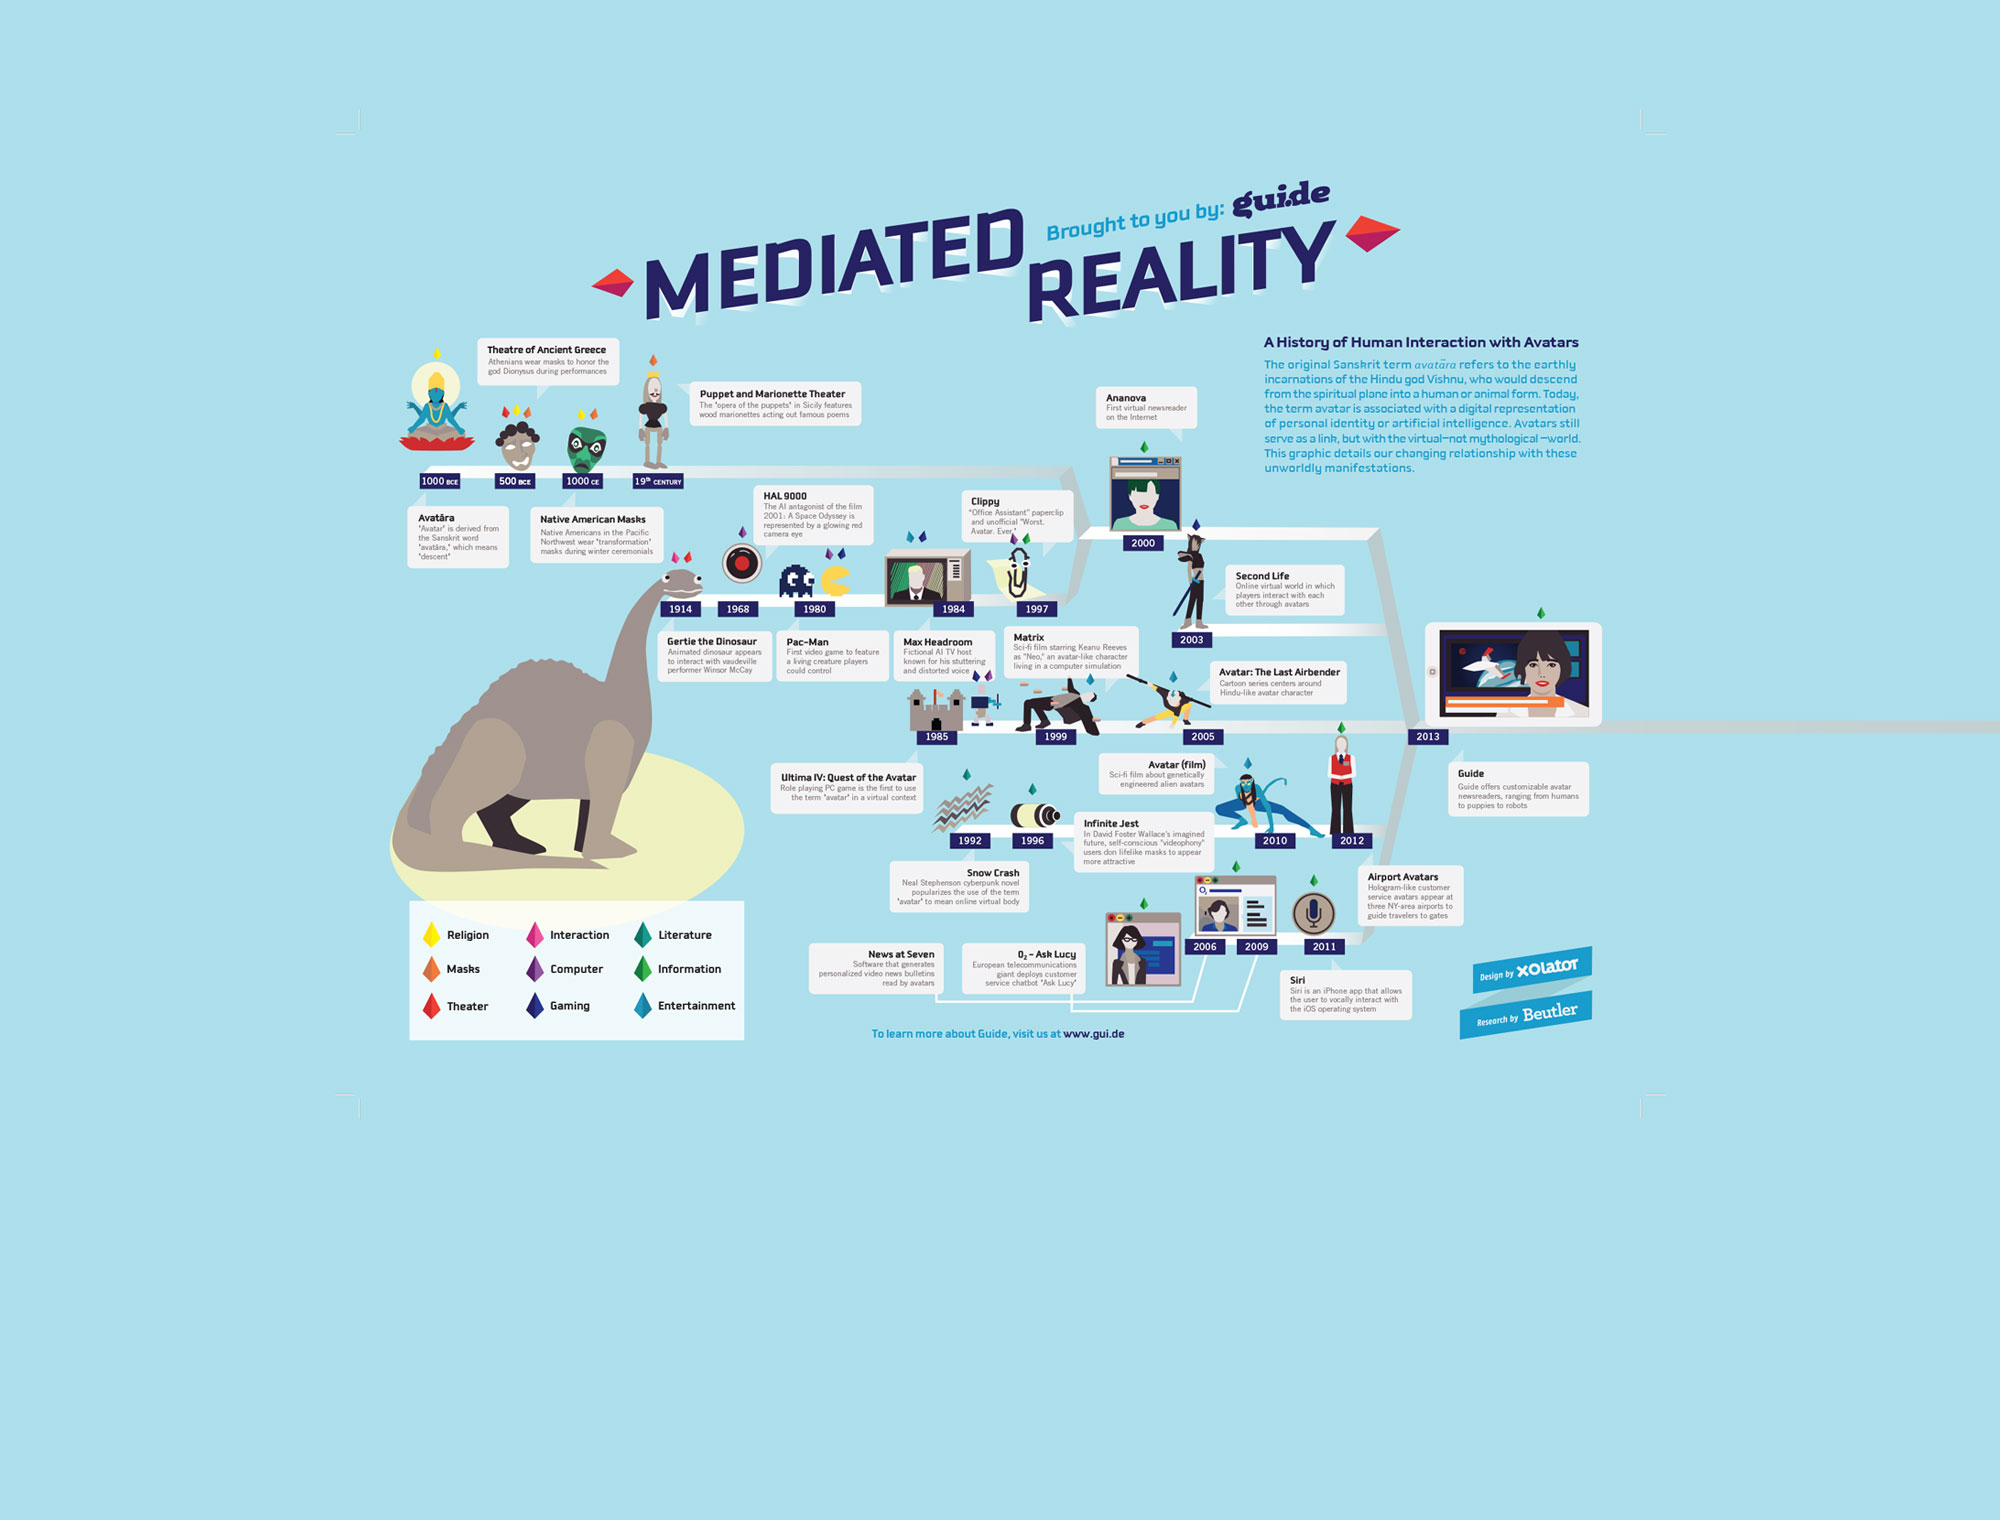 Brought to you by: gui.de
MEDIATED
REALITY
A History of Human Interaction with Avatars
The original Sanskrit term avatāra refers to the earthly
incarnations of the Hindu god Vishnu, who would descend
from the spiritual plane into a human or animal form. Today,
the term avatar is associated with a digital representation
of personal identity or artificial intelligence. Avatars still
serve as a link, but with the virtual—not mythological —world.
This graphic details our changing relationship with these
unworldly manifestations.
Theatre of Ancient Greece
Athenians wear masks to honor the
god Dionysus during performances
Puppet and Marionette Theater
The "opera of the puppets" in Sicily features
wood marionettes acting out famous poems
Ananova
First virtual newsreader
on the Internet
1000 BCE
500 BCE
1000 CE
19th CENTURY
Avatāra
"Avatar" is derived from
the Sanskrit word
"avatāra," which means
"descent"
Native American Masks
Native Americans in the Pacific
Northwest wear "transformation"
masks during winter ceremonials
HAL 9000
The AI antagonist of the film
2001: A Space Odyssey is
represented by a glowing red
camera eye
Clippy
"Office Assistant" paperclip
and unofficial "Worst.
Avatar. Ever."
2000
Second Life
Online virtual world in which
players interact with each
other through avatars
2003
1914
1968
1980
1984
1997
Gertie the Dinosaur
Animated dinosaur appears
to interact with vaudeville
performer Winsor McCay
Pac-Man
First video game to feature
a living creature players
could control
Max Headroom
Fictional AI TV host
known for his stuttering
and distorted voice
Matrix
Sci-fi film starring Keanu Reeves
as "Neo," an avatar-like character
living in a computer simulation
Avatar: The Last Airbender
Cartoon series centers around
Hindu-like avatar character
1985
1999
2005
2013
Ultima IV: Quest of the Avatar
Role playing PC game is the first to use
the term "avatar" in a virtual context
Avatar (film)
Sci-fi film about genetically
engineered alien avatars
Guide
Guide offers customizable avatar
newsreaders, ranging from humans
to puppies to robots
1992
1996
2010
2012
Infinite Jest
In David Foster Wallace's imagined
future, self-conscious "videophony"
users don lifelike masks to appear
more attractive
Snow Crash
Neal Stephenson cyberpunk novel
popularizes the use of the term
"avatar" to mean online virtual body
Airport Avatars
Hologram-like customer
service avatars appear at
three NY-area airports to
guide travelers to gates
O2
2006
2009
2011
News at Seven
Software that generates
personalized video news bulletins
read by avatars
O2 - Ask Lucy
European telecommunications
giant deploys customer
service chatbot "Ask Lucy"
Siri
Siri is an iPhone app that allows
the user to vocally interact with
the iOS operating system
Religion
Interaction
Literature
Masks
Computer
Information
Theater
Gaming
Entertainment
To learn more about Guide, visit us at www.gui.de
Design by XOlator
Research by Beutler